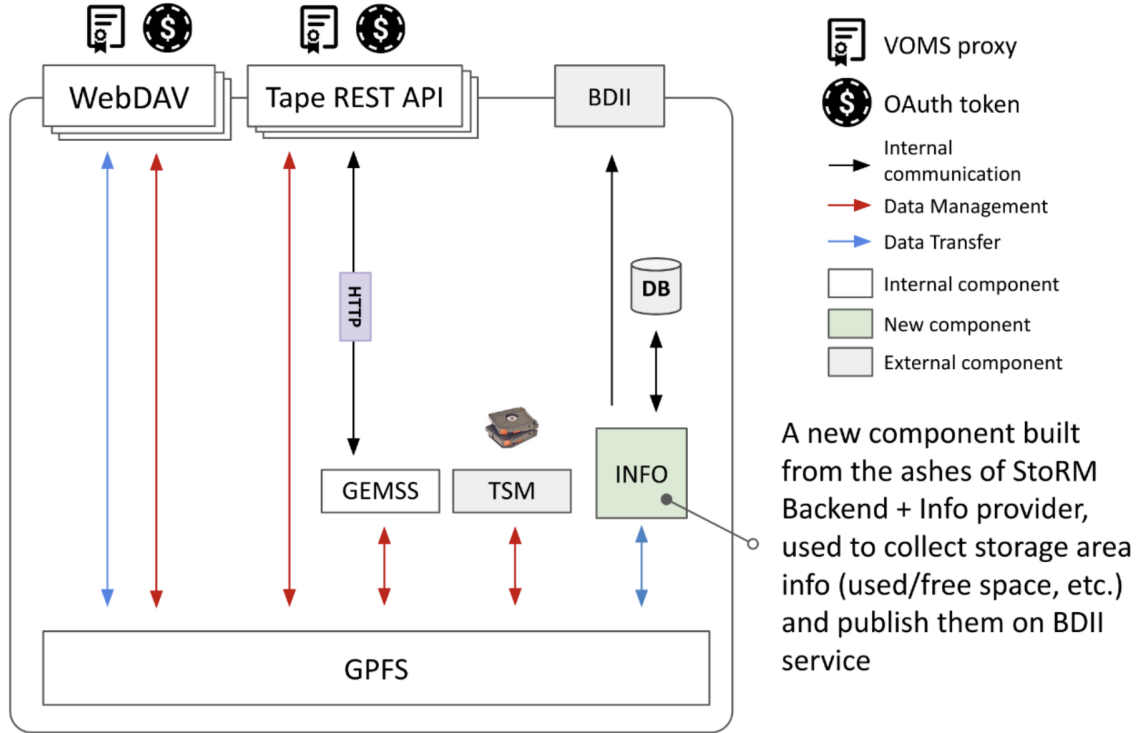 WebDAV
Tape REST API
BDII
HTTP
DB
GEMSS
TSM
INFO
GPFS
VOMS proxy
OAuth token
Internal
communication
Data Management
Data Transfer
Internal component
New component
External component
A new component built
from the ashes of StoRM
Backend + Info provider,
used to collect storage area
info (used/free space, etc.)
and publish them on BDII
service